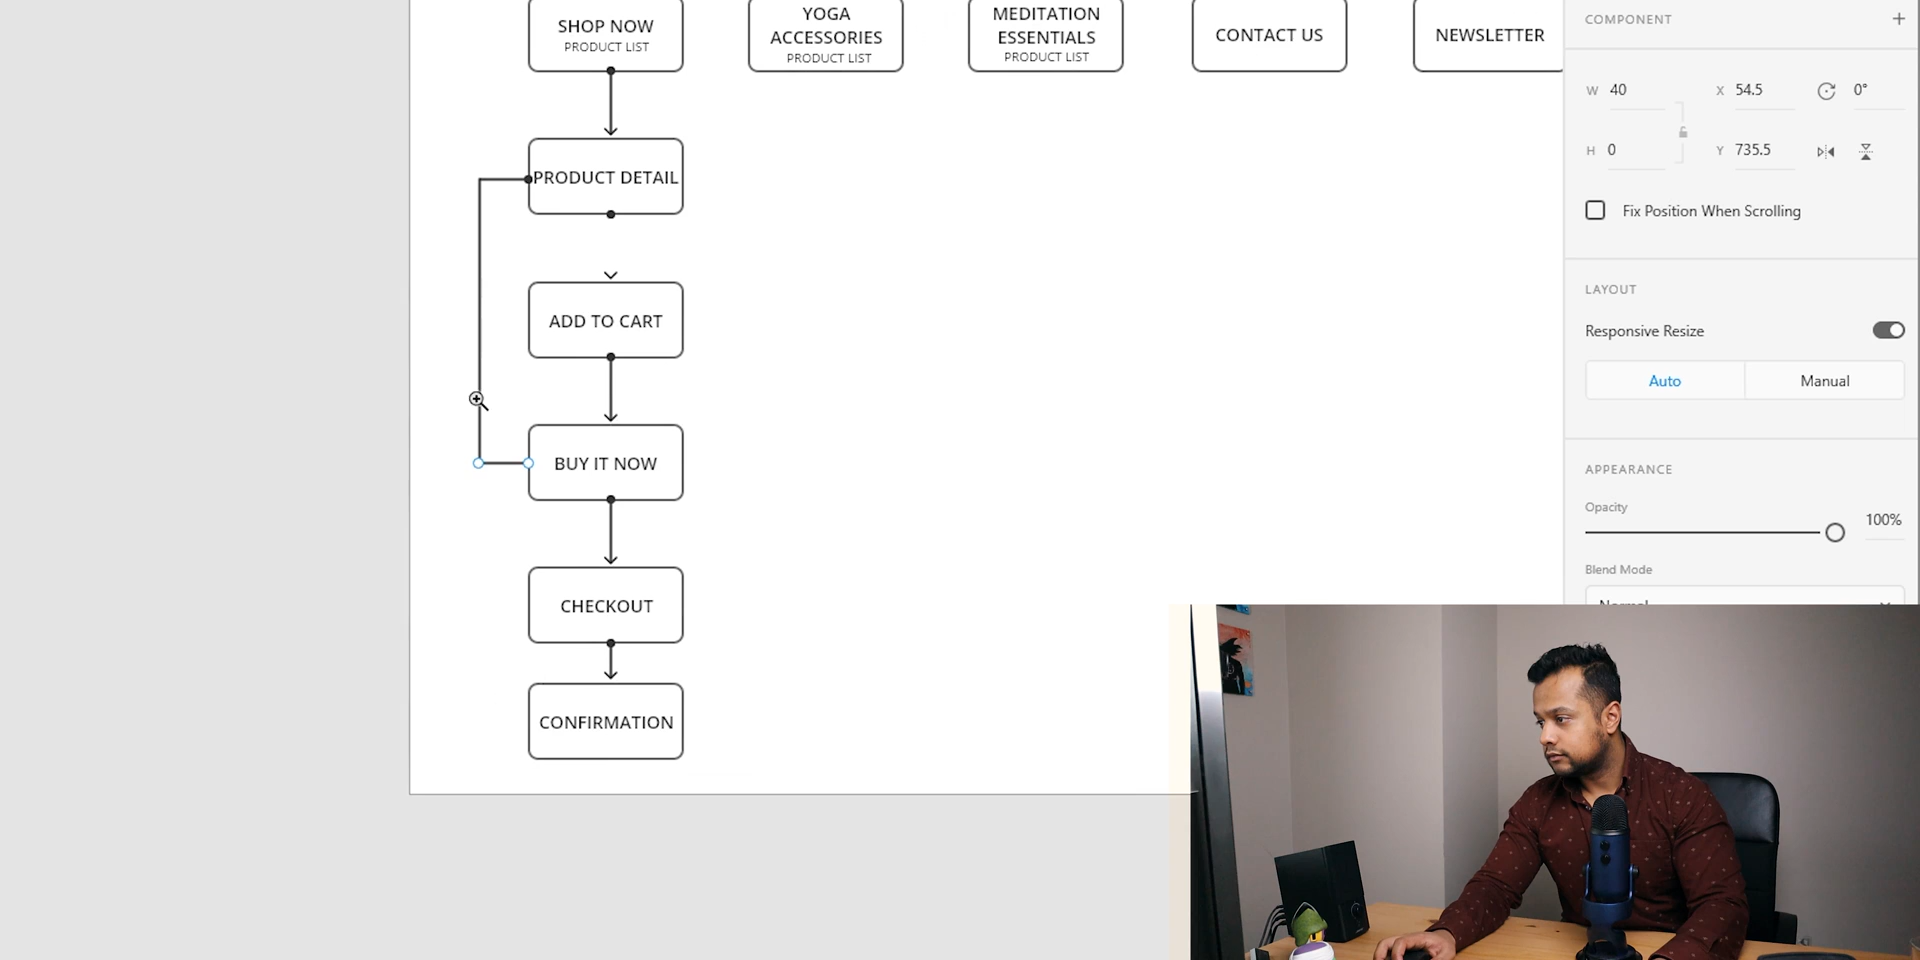 SHOP NOW
PRODUCT LIST
YOGA
ACCESSORIES
PRODUCT LIST
MEDITATION
ESSENTIALS
PRODUCT LIST
CONTACT US
NEWSLETTER
PRODUCT DETAIL
ADD TO CART
BUY IT NOW
CHECKOUT
CONFIRMATION
COMPONENT
W 40 X 54.5 0°
H 0 Y 735.5
Fix Position When Scrolling
LAYOUT
Responsive Resize
Auto Manual
APPEARANCE
Opacity
100%
Blend Mode
Normal